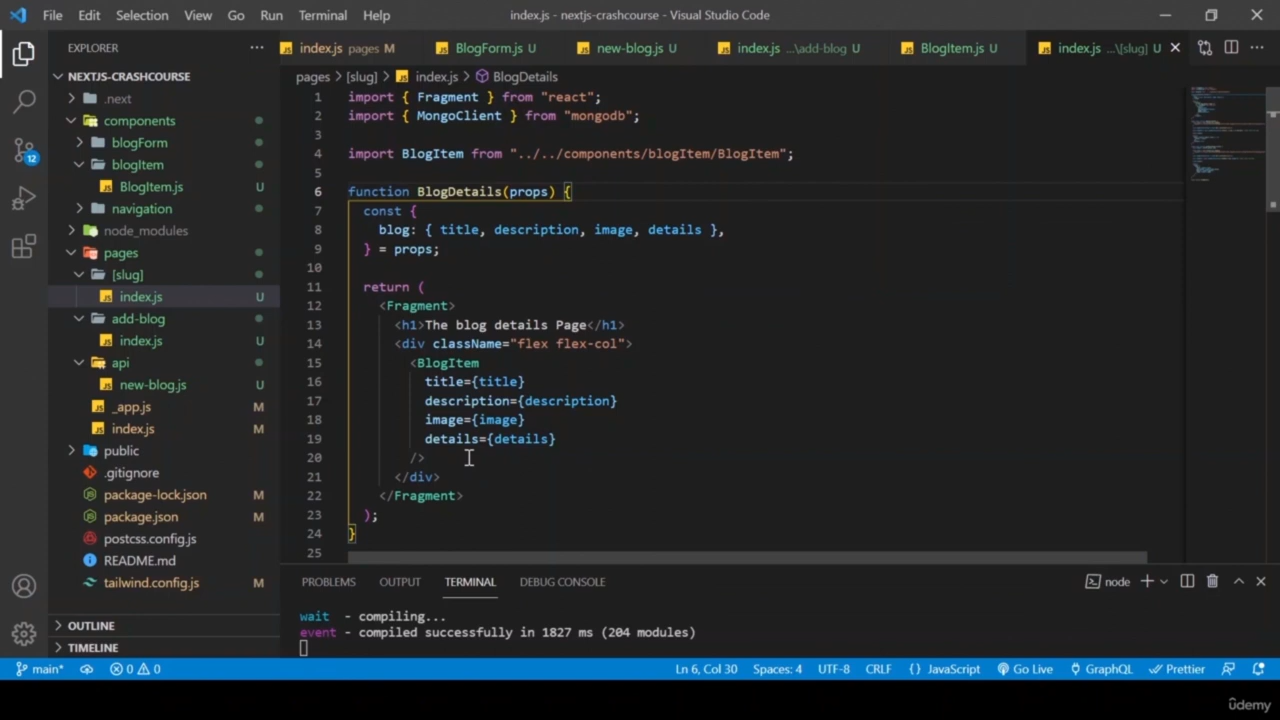 File Edit Selection View Go Run Terminal Help index.js - nextjs-crashcourse - Visual Studio Code
EXPLORER
index.js pages M BlogForm.js U new-blog.js U index.js ...\add-blog U BlogItem.js U index.js ...\[slug] U
NEXTJS-CRASHCOURSE
.next
components
blogForm
blogItem
BlogItem.js U
navigation
node_modules
pages
[slug]
index.js U
add-blog
index.js U
api
new-blog.js U
_app.js M
index.js M
public
.gitignore
package-lock.json M
package.json M
postcss.config.js
README.md
tailwind.config.js M
OUTLINE
TIMELINE
12
pages > [slug] > index.js > BlogDetails
1 import { Fragment } from "react";
2 import { MongoClient } from "mongodb";
3
4 import BlogItem from "../../components/blogItem/BlogItem";
5
6 function BlogDetails(props) {
7 const {
8 blog: { title, description, image, details },
9 } = props;
10
11 return (
12 <Fragment>
13 <h1>The blog details Page</h1>
14 <div className="flex flex-col">
15 <BlogItem
16 title={title}
17 description={description}
18 image={image}
19 details={details}
20 />
21 </div>
22 </Fragment>
23 );
24 }
25
PROBLEMS OUTPUT TERMINAL DEBUG CONSOLE node
wait - compiling...
event - compiled successfully in 1827 ms (204 modules)
main* 0 0 Ln 6, Col 30 Spaces: 4 UTF-8 CRLF {} JavaScript Go Live GraphQL Prettier
ûdemy